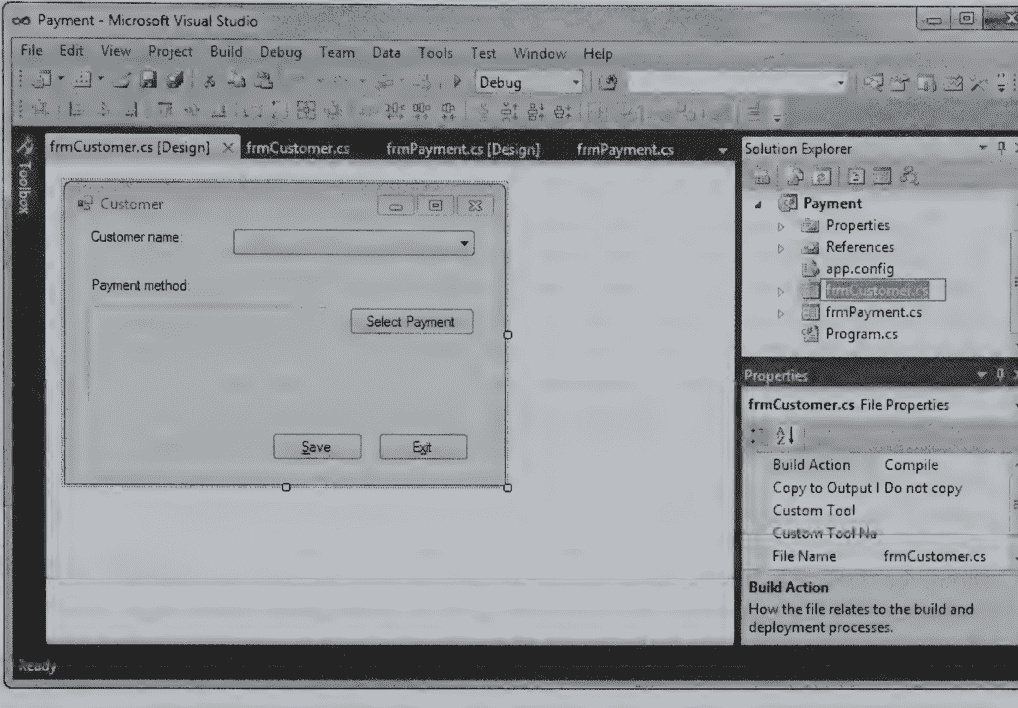 Payment - Microsoft Visual Studio
File Edit View Project Build Debug Team Data Tools Test Window Help
Debug
Toolbox
frmCustomer.cs [Design] frmCustomer.cs frmPayment.cs [Design] frmPayment.cs
Customer
Customer name:
Payment method:
Select Payment
Save Exit
Solution Explorer
Payment
Properties
References
app.config
frmCustomer.cs
frmPayment.cs
Program.cs
Properties
frmCustomer.cs File Properties
Build Action Compile
Copy to Output Do not copy
Custom Tool
Custom Tool Na
File Name frmCustomer.cs
Build Action
How the file relates to the build and
deployment processes.
Ready